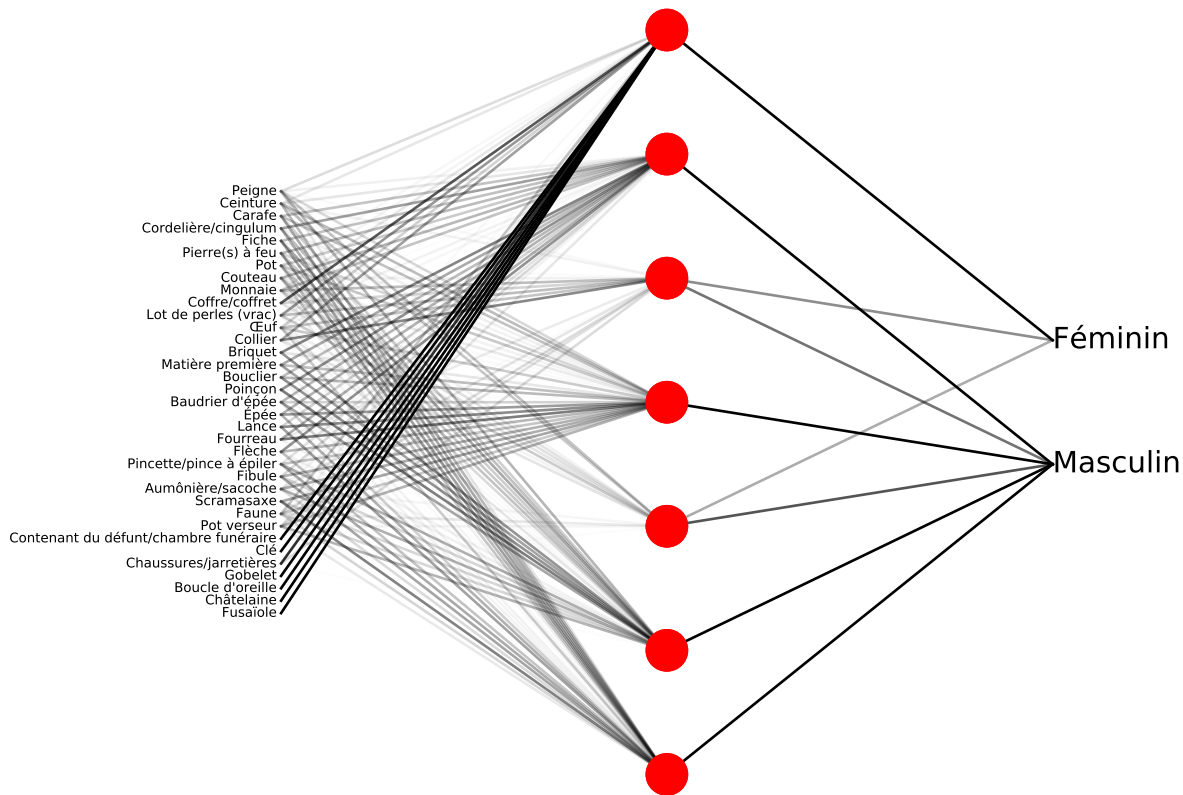 Peigne
Ceinture
Carafe
Cordelière/cingulum
Fiche
Pierre(s) à feu
Pot
Couteau
Monnaie
Coffre/coffret
Lot de perles (vrac)
Œuf
Collier
Briquet
Matière première
Bouclier
Poinçon
Baudrier d'épée
Épée
Lance
Fourreau
Flèche
Pincette/pince à épiler
Fibule
Aumônière/sacoche
Scramasaxe
Faune
Pot verseur
Contenant du défunt/chambre funéraire
Clé
Chaussures/jarretières
Gobelet
Boucle d'oreille
Châtelaine
Fusaïole
Féminin
Masculin